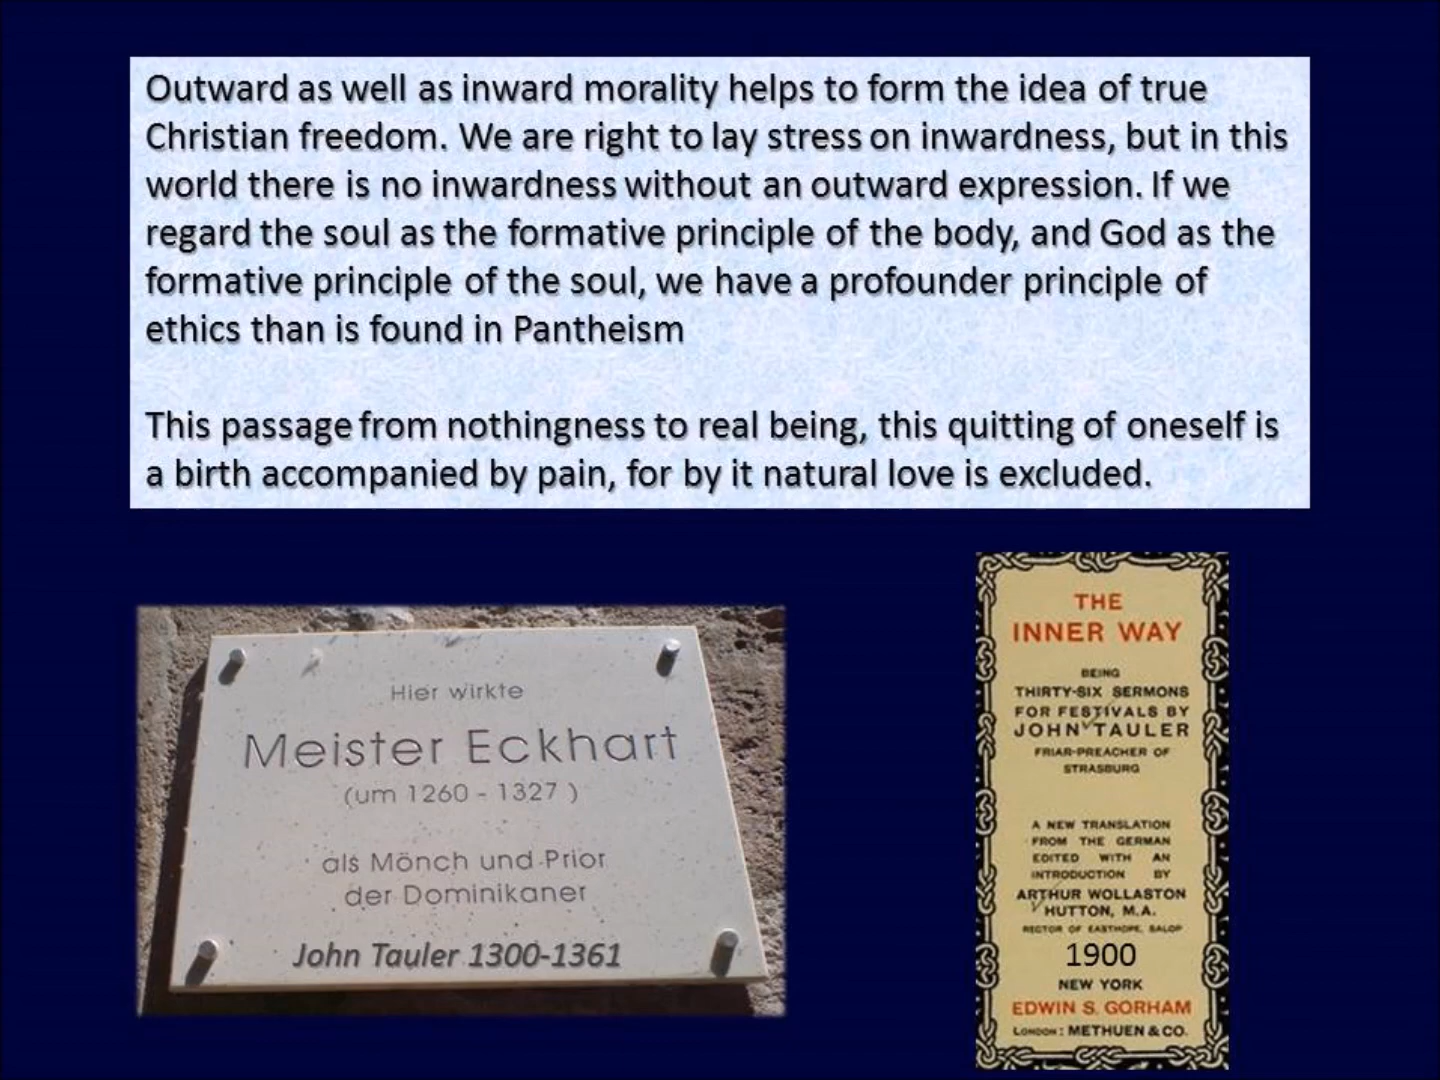 Outward as well as inward morality helps to form the idea of true
Christian freedom. We are right to lay stress on inwardness, but in this
world there is no inwardness without an outward expression. If we
regard the soul as the formative principle of the body, and God as the
formative principle of the soul, we have a profounder principle of
ethics than is found in Pantheism
This passage from nothingness to real being, this quitting of oneself is
a birth accompanied by pain, for by it natural love is excluded.
Hier wirkte
Meister Eckhart
(um 1260 - 1327 )
als Mönch und Prior
der Dominikaner
John Tauler 1300-1361
THE
INNER WAY
BEING
THIRTY-SIX SERMONS
FOR FESTIVALS BY
JOHN TAULER
FRIAR-PREACHER OF
STRASBURG
A NEW TRANSLATION
FROM THE GERMAN
EDITED WITH AN
INTRODUCTION BY
ARTHUR WOLLASTON
HUTTON, M.A.
RECTOR OF EASTHOPE, SALOP
1900
NEW YORK
EDWIN S. GORHAM
LONDON: METHUEN & CO.